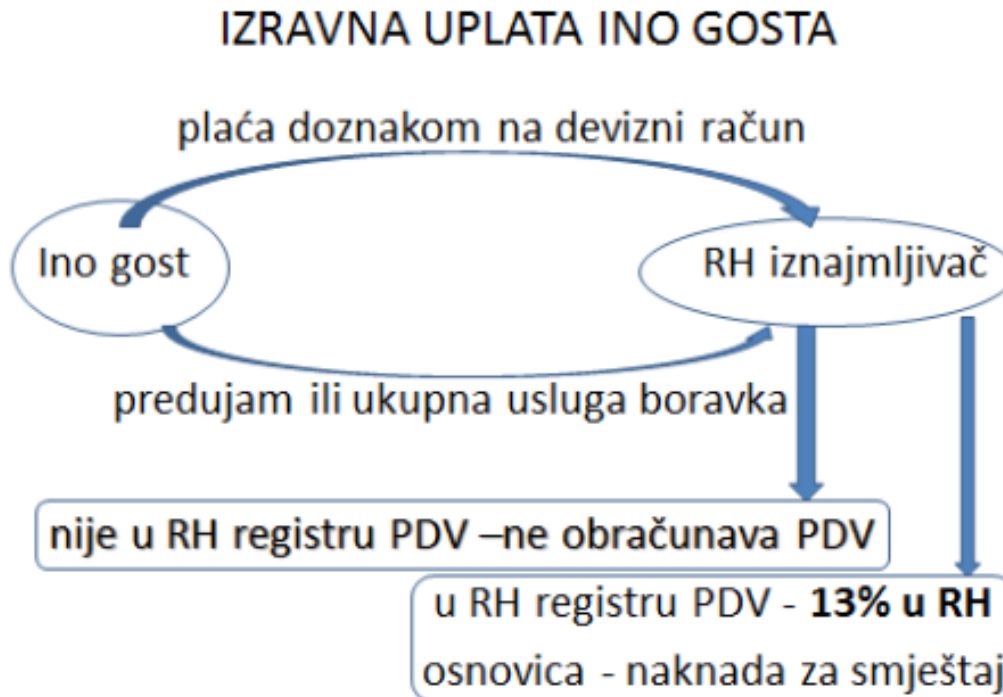 IZRAVNA UPLATA INO GOSTA
plaća doznakom na devizni račun
Ino gost
RH iznajmljivač
predujam ili ukupna usluga boravka
nije u RH registru PDV –ne obračunava PDV
u RH registru PDV - 13% u RH
osnovica - naknada za smještaj